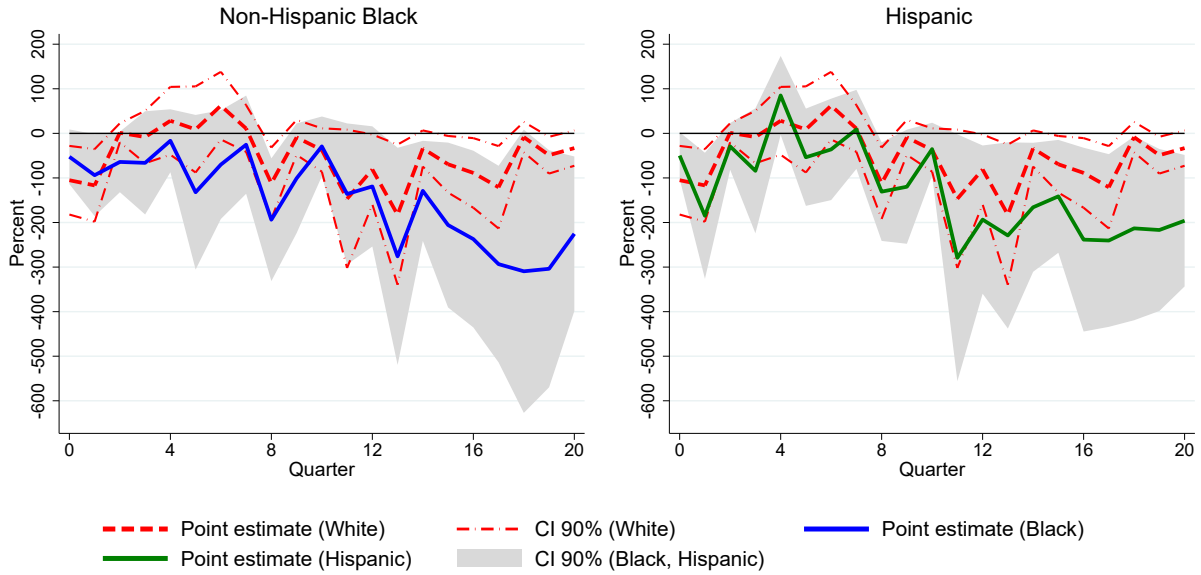 Non-Hispanic Black
Hispanic
Percent
200
100
0
-100
-200
-300
-400
-500
-600
0 4 8 12 16 20
Quarter
Percent
200
100
0
-100
-200
-300
-400
-500
-600
0 4 8 12 16 20
Quarter
Point estimate (White) CI 90% (White) Point estimate (Black)
Point estimate (Hispanic) CI 90% (Black, Hispanic)